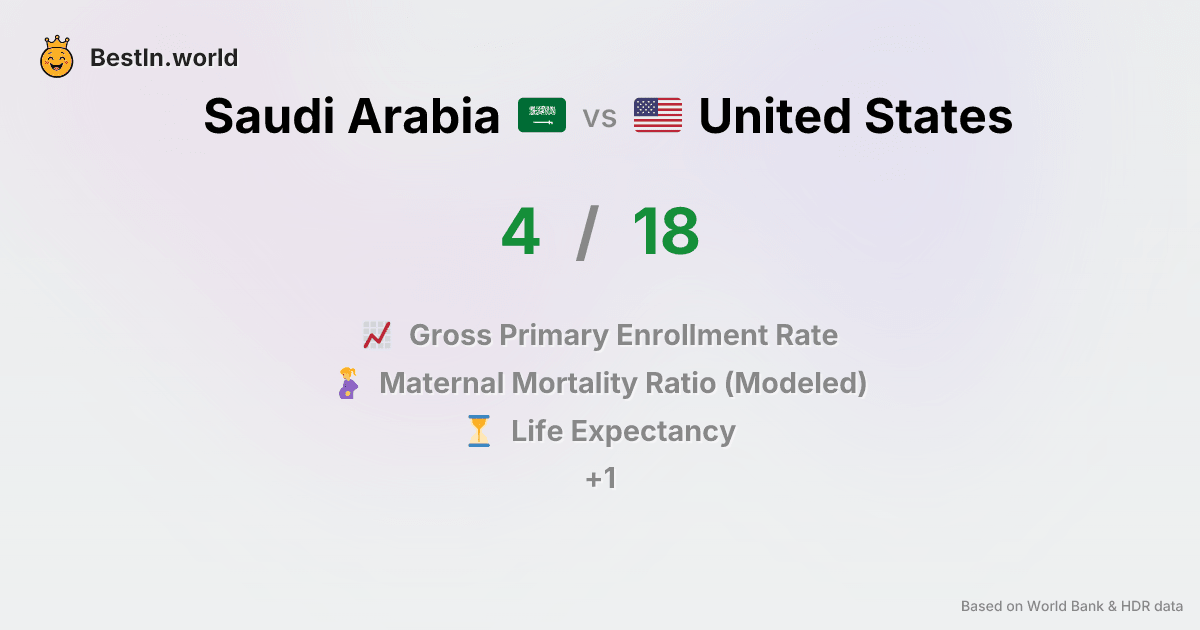 BestIn.world
Saudi Arabia vs United States
4 / 18
Gross Primary Enrollment Rate
Maternal Mortality Ratio (Modeled)
Life Expectancy
+1
Based on World Bank & HDR data